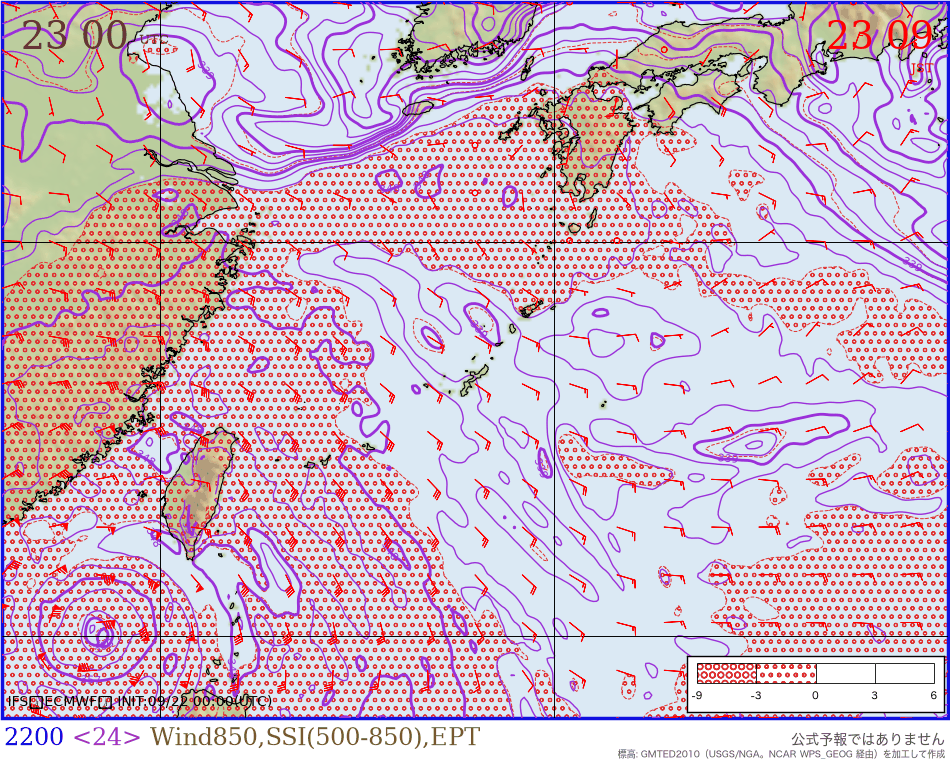 23 00 UTC
23 09
JST
IFS□(ECMWF)□ INIT:09/22 00:00(UTC)
-9 -3 0 3 6
2200 <24> Wind850,SSI(500-850),EPT
公式予報ではありません
標高: GMTED2010（USGS/NGA。NCAR WPS_GEOG 経由）を加工して作成